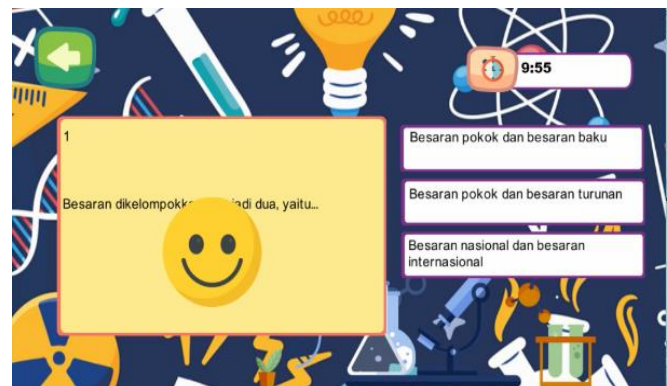 9:55
1
Besaran dikelompokk adi dua, yaitu...
Besaran pokok dan besaran baku
Besaran pokok dan besaran turunan
Besaran nasional dan besaran
internasional